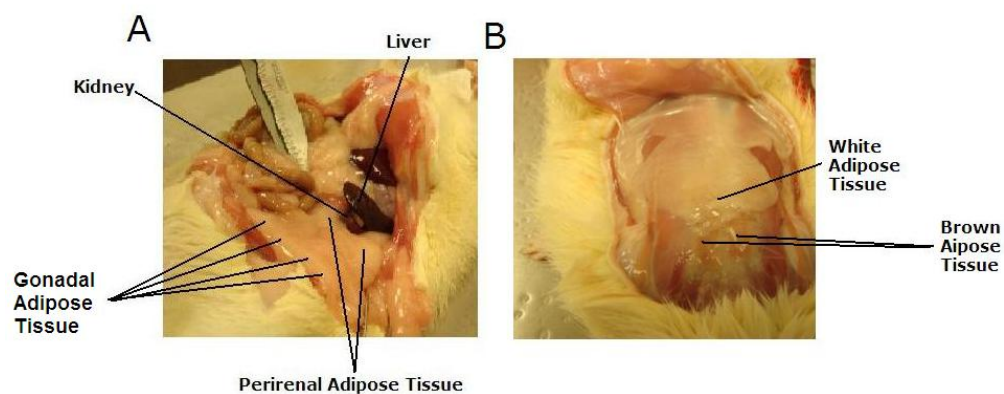 A
Liver
Kidney
Gonadal
Adipose
Tissue
Perirenal Adipose Tissue
B
White
Adipose
Tissue
Brown
Aipose
Tissue